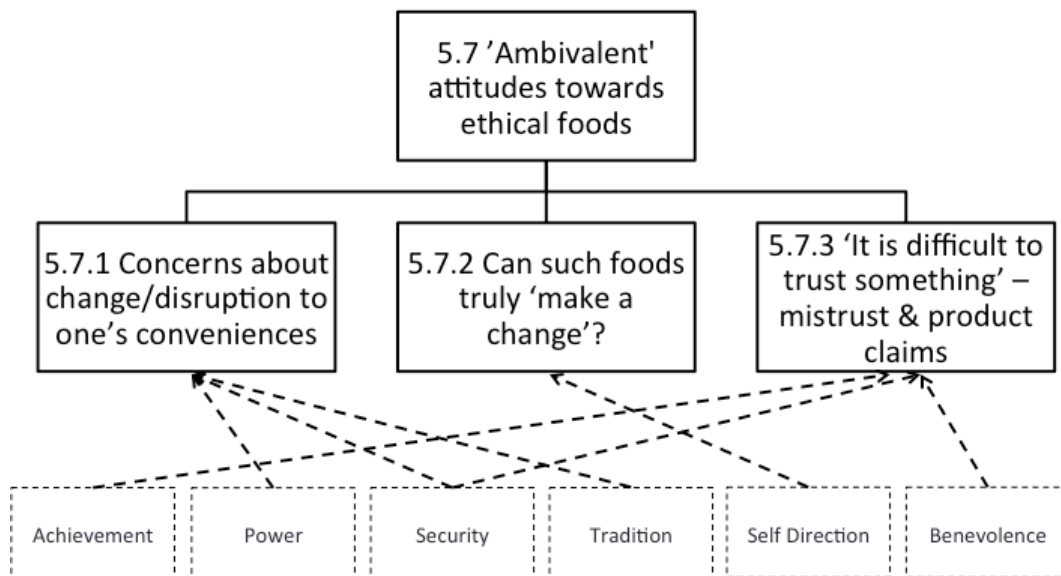 5.7 ’Ambivalent'
attitudes towards
ethical foods
5.7.1 Concerns about
change/disruption to
one’s conveniences
5.7.2 Can such foods
truly ‘make a
change’?
5.7.3 ‘It is difficult to
trust something’ –
mistrust & product
claims
Achievement
Power
Security
Tradition
Self Direction
Benevolence